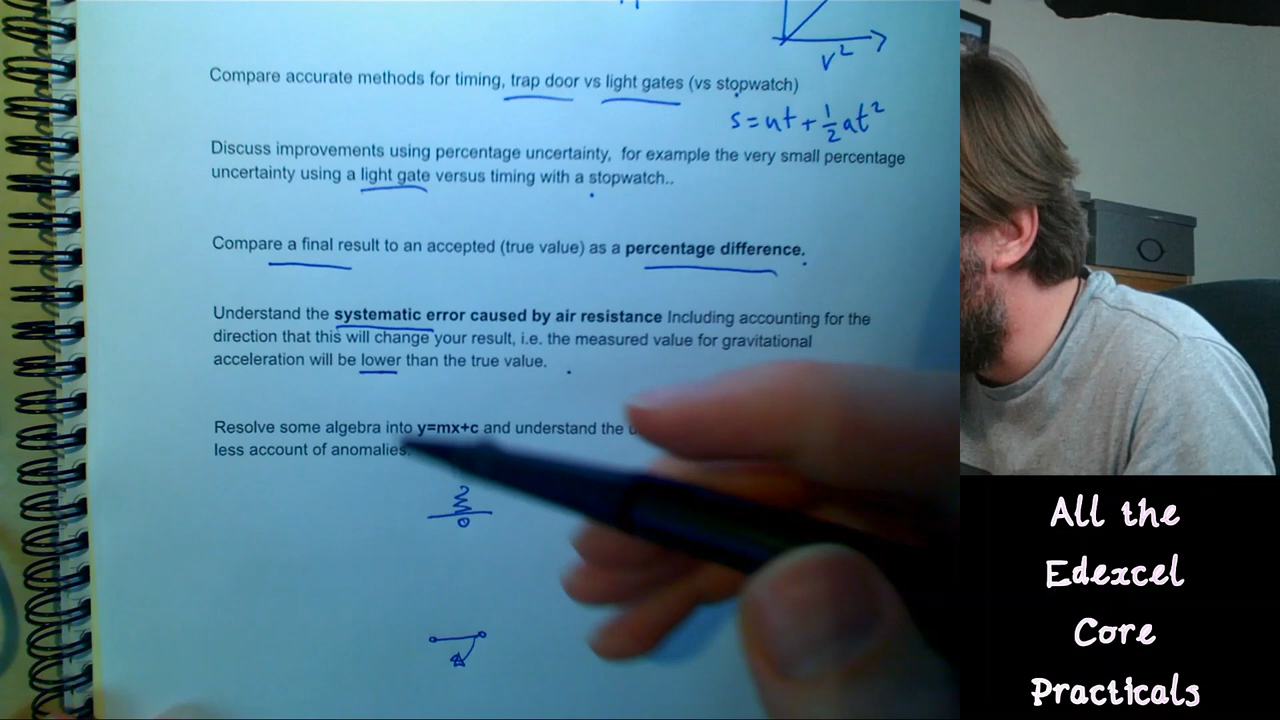 v²
Compare accurate methods for timing, trap door vs light gates (vs stopwatch)
s=ut+½at²
Discuss improvements using percentage uncertainty, for example the very small percentage
uncertainty using a light gate versus timing with a stopwatch..
Compare a final result to an accepted (true value) as a percentage difference.
Understand the systematic error caused by air resistance Including accounting for the
direction that this will change your result, i.e. the measured value for gravitational
acceleration will be lower than the true value.
Resolve some algebra into y=mx+c and understand the
less account of anomalies.
All the
Edexcel
Core
Practicals